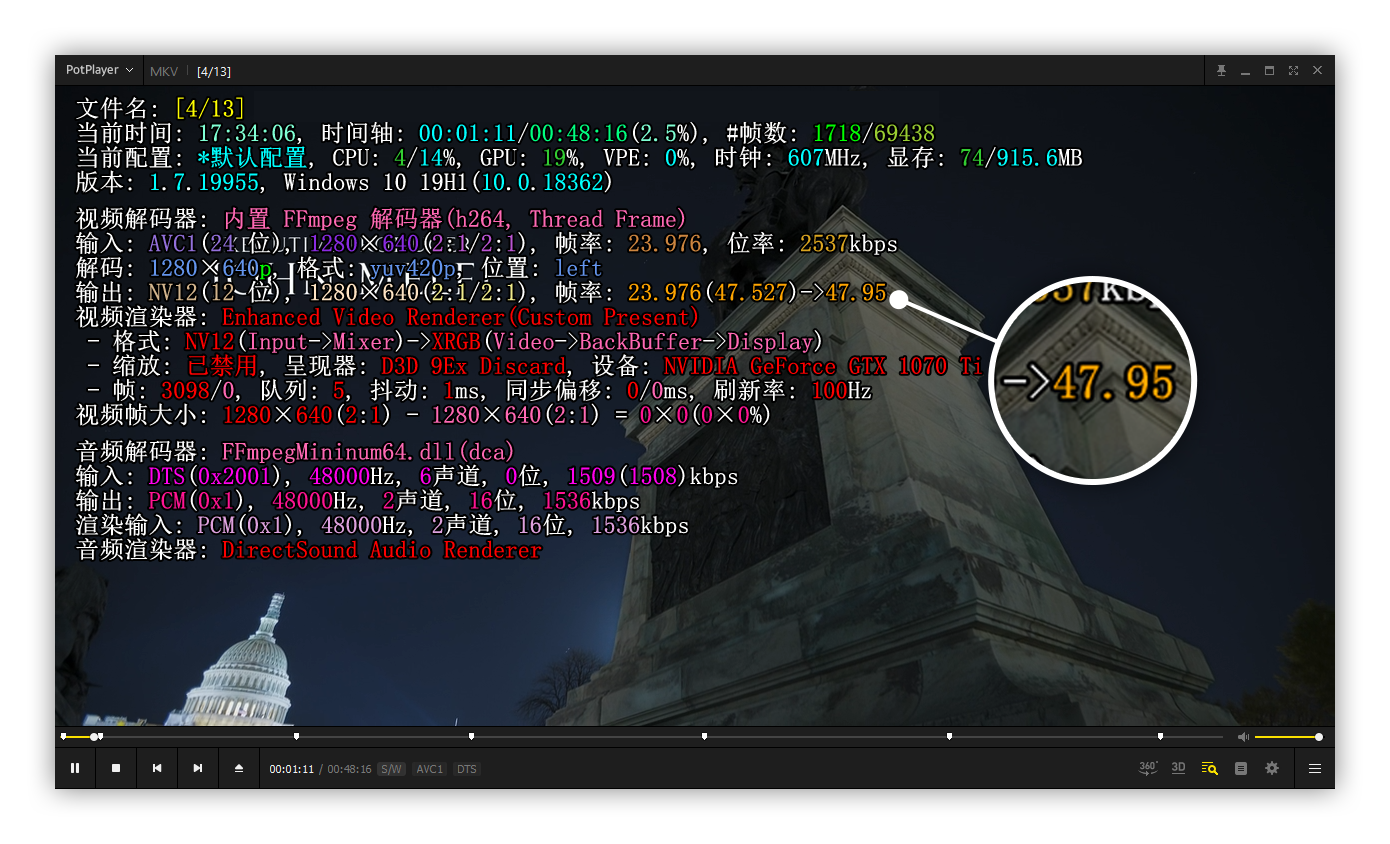 PotPlayer MKV [4/13]
文件名: [4/13]
当前时间: 17:34:06, 时间轴: 00:01:11/00:48:16(2.5%), #帧数: 1718/69438
当前配置: *默认配置, CPU: 4/14%, GPU: 19%, VPE: 0%, 时钟: 607MHz, 显存: 74/915.6MB
版本: 1.7.19955, Windows 10 19H1(10.0.18362)
视频解码器: 内置 FFmpeg 解码器(h264, Thread Frame)
输入: AVC1(24 位), 1280×640(2:1/2:1), 帧率: 23.976, 位率: 2537kbps
解码: 1280×640p, 格式: yuv420p, 位置: left
输出: NV12(12 位), 1280×640(2:1/2:1), 帧率: 23.976(47.527)->47.95
视频渲染器: Enhanced Video Renderer(Custom Present)
- 格式: NV12(Input->Mixer)->XRGB(Video->BackBuffer->Display)
- 缩放: 已禁用, 呈现器: D3D 9Ex Discard, 设备: NVIDIA GeForce GTX 1070 Ti
->47.95
- 帧: 3098/0, 队列: 5, 抖动: 1ms, 同步偏移: 0/0ms, 刷新率: 100Hz
视频帧大小: 1280×640(2:1) - 1280×640(2:1) = 0×0(0×0%)
音频解码器: FFmpegMininum64.dll(dca)
输入: DTS(0x2001), 48000Hz, 6声道, 0位, 1509(1508)kbps
输出: PCM(0x1), 48000Hz, 2声道, 16位, 1536kbps
渲染输入: PCM(0x1), 48000Hz, 2声道, 16位, 1536kbps
音频渲染器: DirectSound Audio Renderer
00:01:11 / 00:48:16 S/W AVC1 DTS 360° 3D